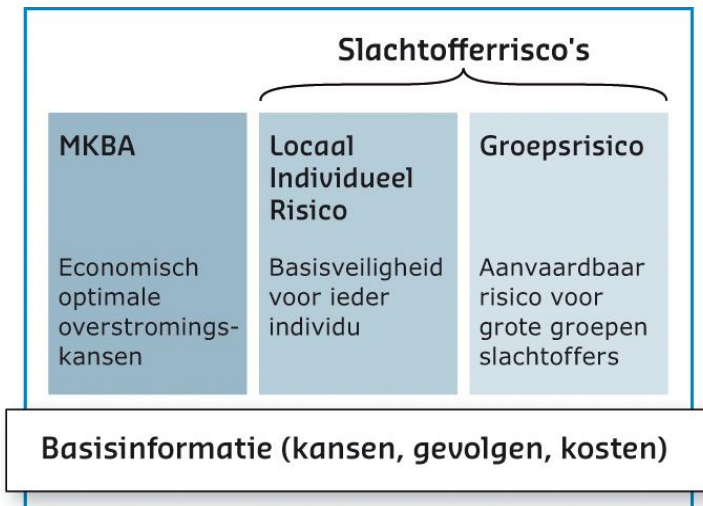 Slachtofferrisco's
MKBA
Economisch
optimale
overstromings-
kansen
Locaal
Individueel
Risico
Basisveiligheid
voor ieder
individu
Groepsrisico
Aanvaardbaar
risico voor
grote groepen
slachtoffers
Basisinformatie (kansen, gevolgen, kosten)